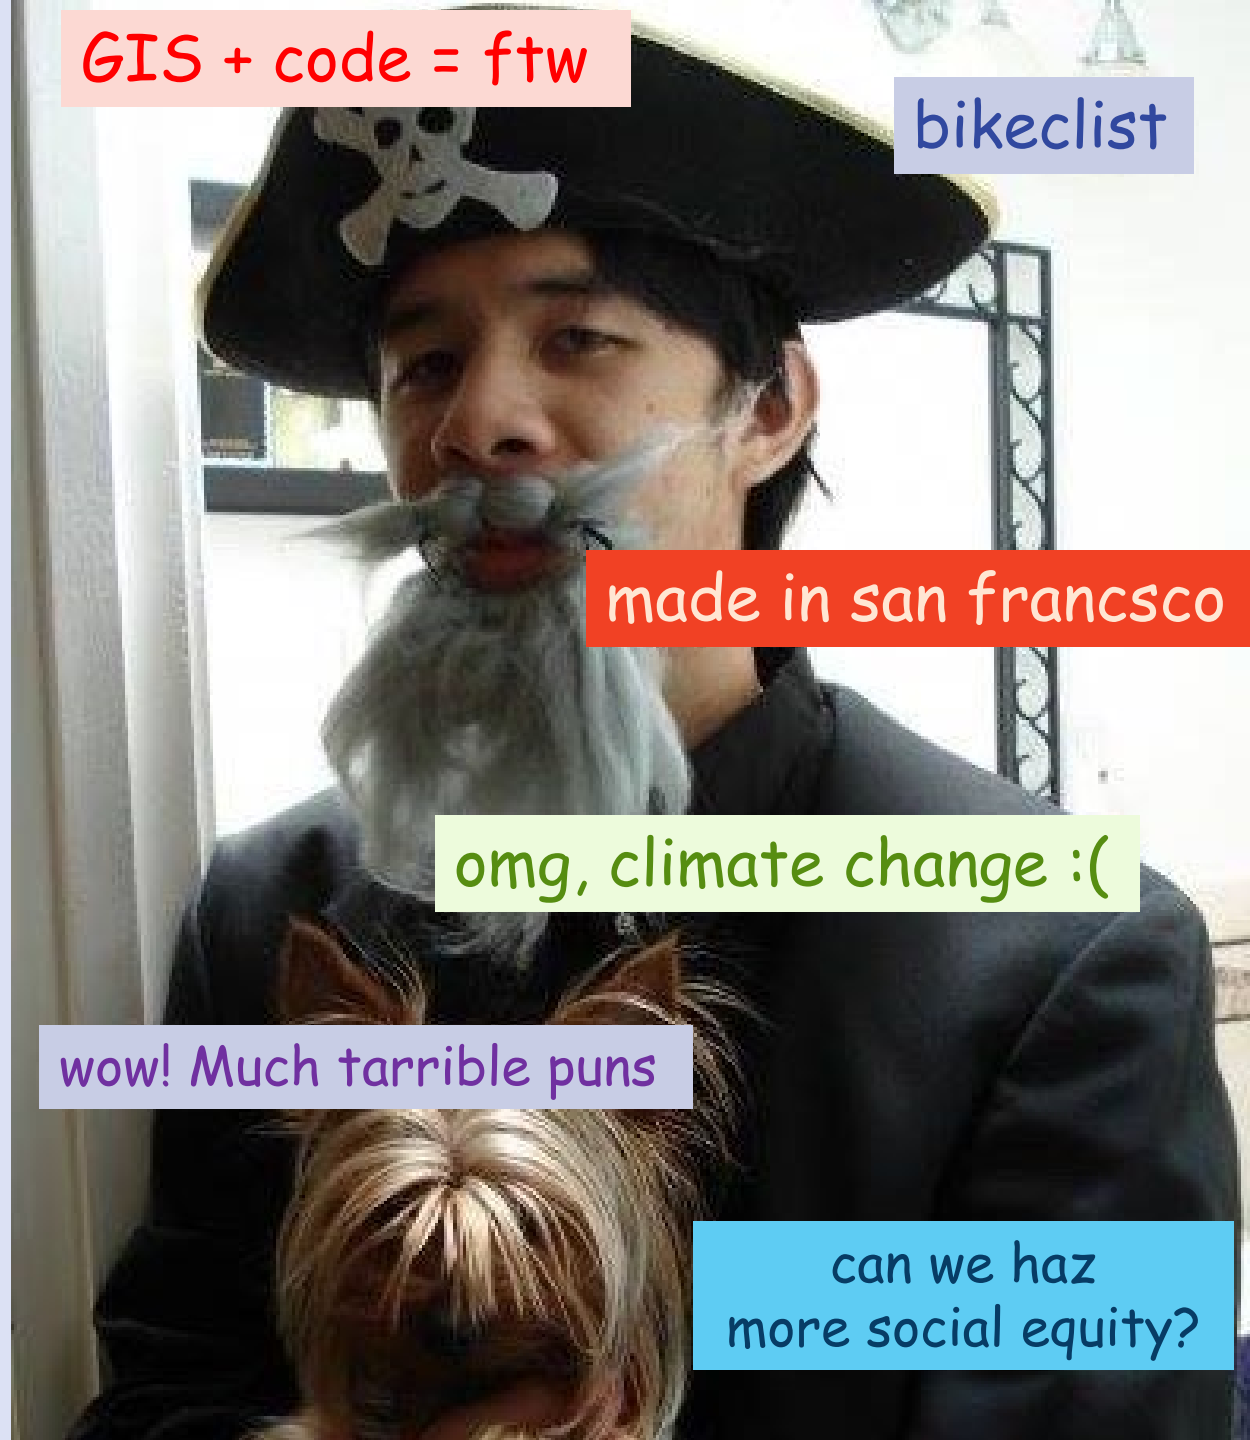 GIS + code = ftw
bikeclist
made in san francsco
omg, climate change :(
wow! Much tarrible puns
can we haz
more social equity?